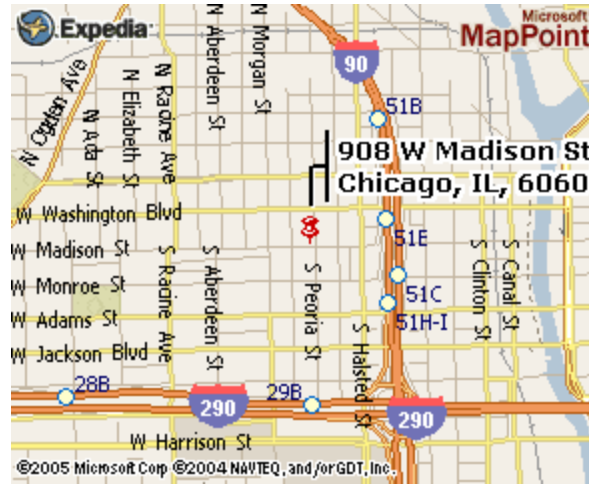 Expedia
Microsoft
MapPoint
90
51B
908 W Madison St
Chicago, IL, 6060
N Ogden Ave
N Ada St
N Elizabeth St
N Racine Ave
N Aberdeen St
N Morgan St
W Washington Blvd
W Madison St
W Monroe St
W Adams St
W Jackson Blvd
S Racine Ave
S Aberdeen St
S Peoria St
S Halsted St
51E
51C
51H-I
S Clinton St
S Canal St
28B
290
29B
290
W Harrison St
©2005 Microsoft Corp ©2004 NAVTEQ, and/or GDT, Inc.